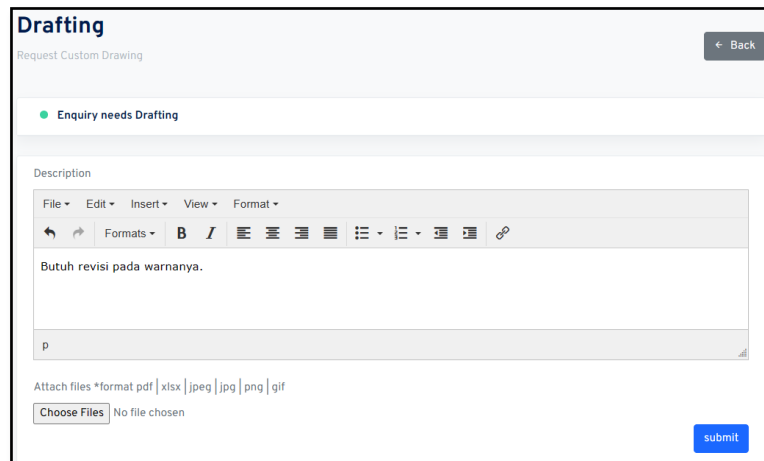 Drafting
Request Custom Drawing
← Back
Enquiry needs Drafting
Description
File Edit Insert View Format
Formats B I
Butuh revisi pada warnanya.
p
Attach files *format pdf | xlsx | jpeg | jpg | png | gif
Choose Files No file chosen
submit